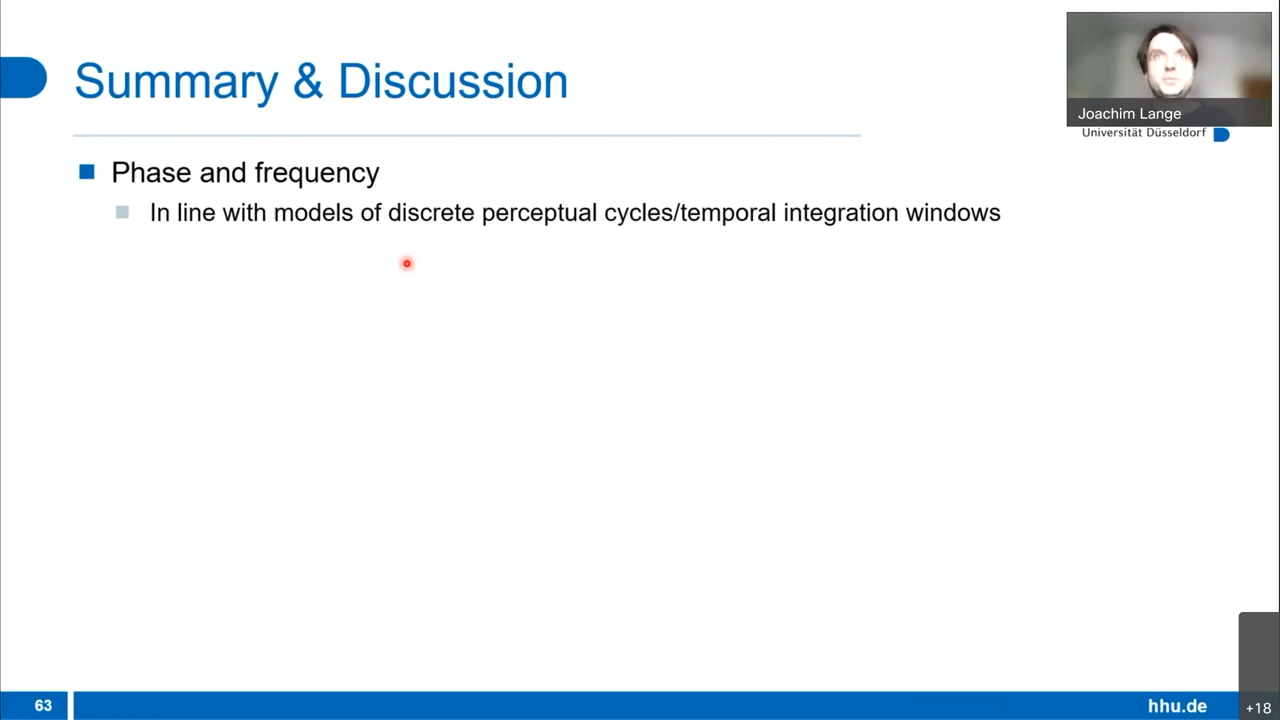 Summary & Discussion
Joachim Lange
Universität Düsseldorf
Phase and frequency
In line with models of discrete perceptual cycles/temporal integration windows
63
hhu.de
+18